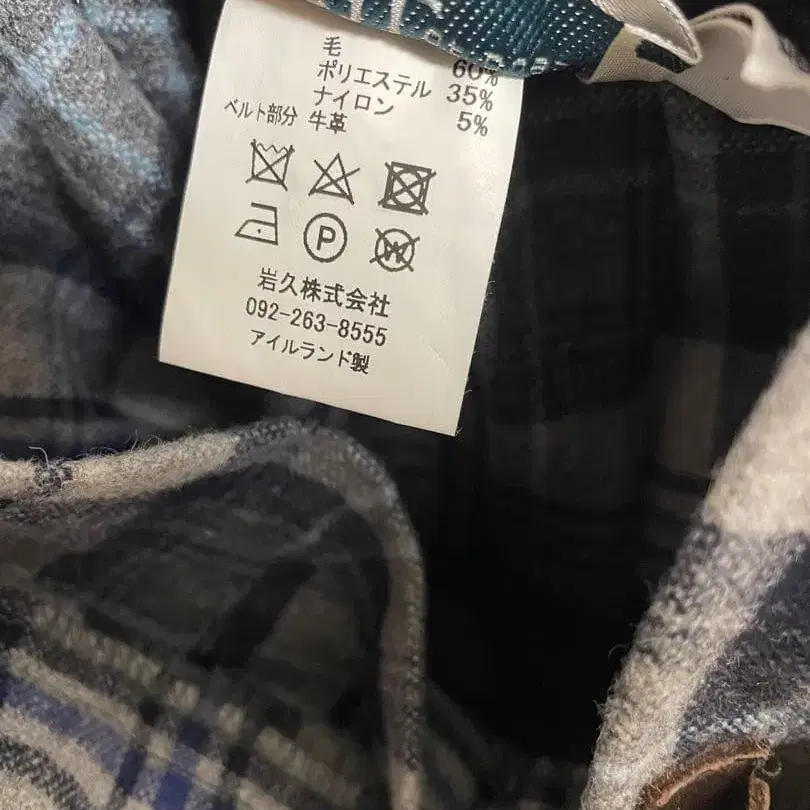 毛 60%
ポリエステル 35%
ナイロン 5%
ベルト部分 牛革
P
W
岩久株式会社
092-263-8555
アイルランド製